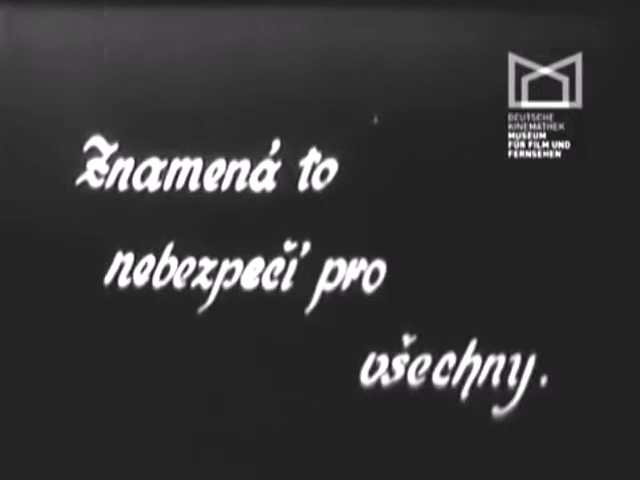 Znamená to
nebezpečí pro
všechny.
DEUTSCHE
KINEMATHEK
MUSEUM
FÜR FILM UND
FERNSEHEN